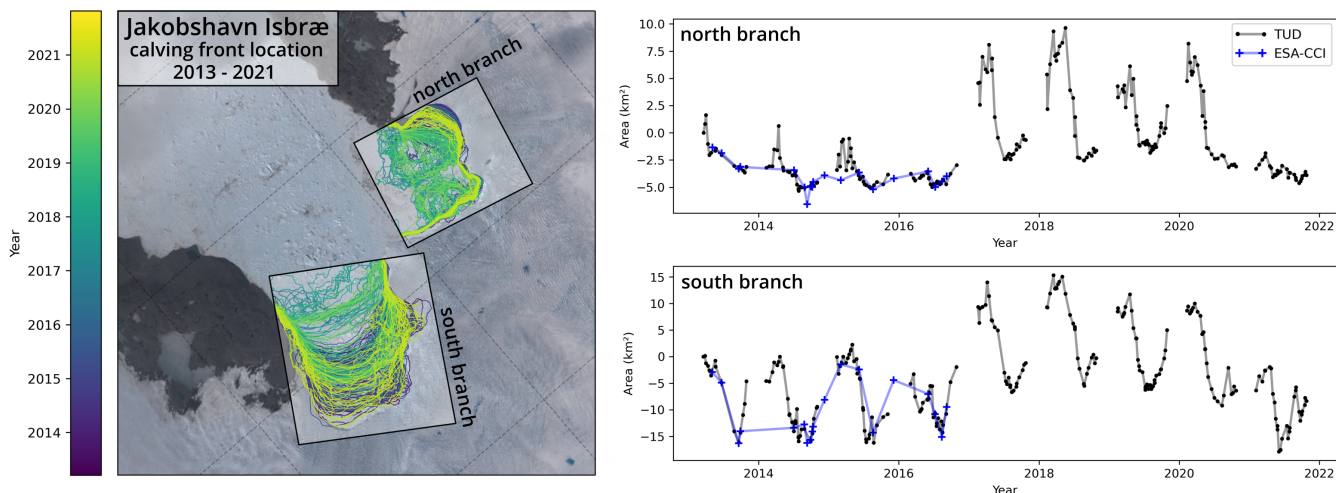 Jakobshavn Isbræ
calving front location
2013 - 2021
north branch
south branch
2021
2020
2019
2018
2017
2016
2015
2014
Year
north branch
TUD
ESA-CCI
Area (km²)
10.0
7.5
5.0
2.5
0.0
−2.5
−5.0
2014
2016
2018
2020
2022
Year
south branch
Area (km²)
15
10
5
0
−5
−10
−15
2014
2016
2018
2020
2022
Year